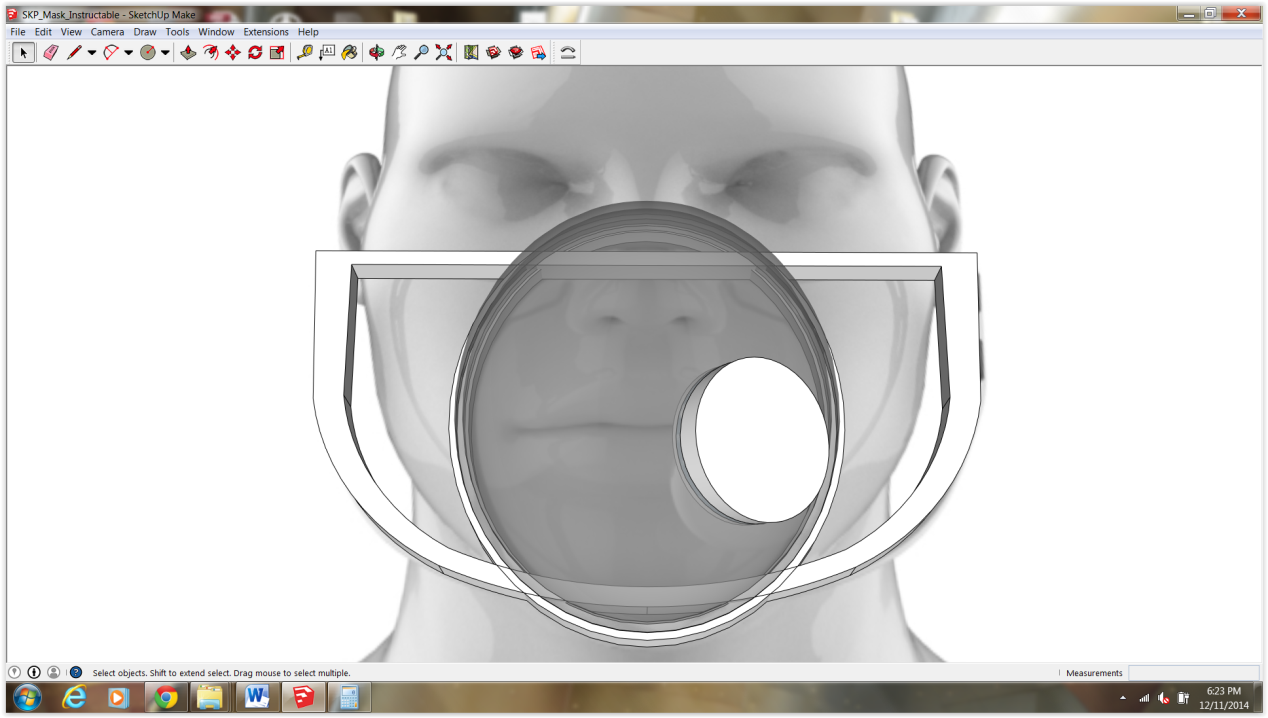 SKP_Mask_Instructable - SketchUp Make
File Edit View Camera Draw Tools Window Extensions Help
A1
Select objects. Shift to extend select. Drag mouse to select multiple.
Measurements
6:23 PM
12/11/2014